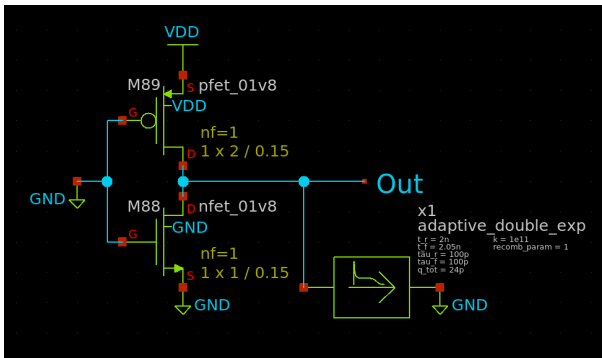 VDD
M89
S
pfet_01v8
VDD
G
nf=1
D
1 x 2 / 0.15
GND
Out
D
M88
nfet_01v8
GND
G
nf=1
S
1 x 1 / 0.15
GND
x1
adaptive_double_exp
t_r = 2n
k = 1e11
t_f = 2.05n
recomb_param = 1
tau_r = 100p
tau_f = 100p
q_tot = 24p
GND